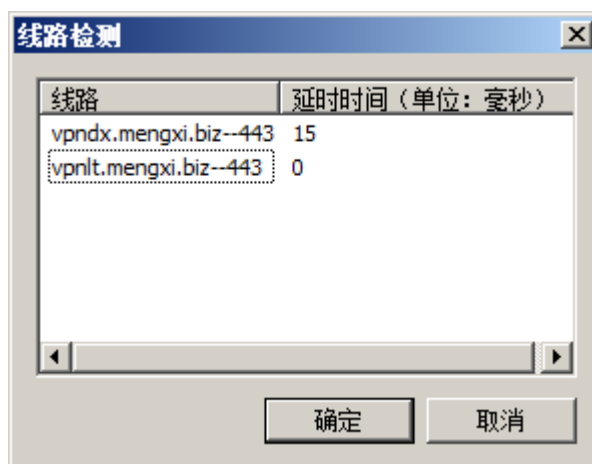 线路检测
线路 延时时间（单位：毫秒）
vpndx.mengxi.biz--443 15
vpnlt.mengxi.biz--443 0
确定 取消